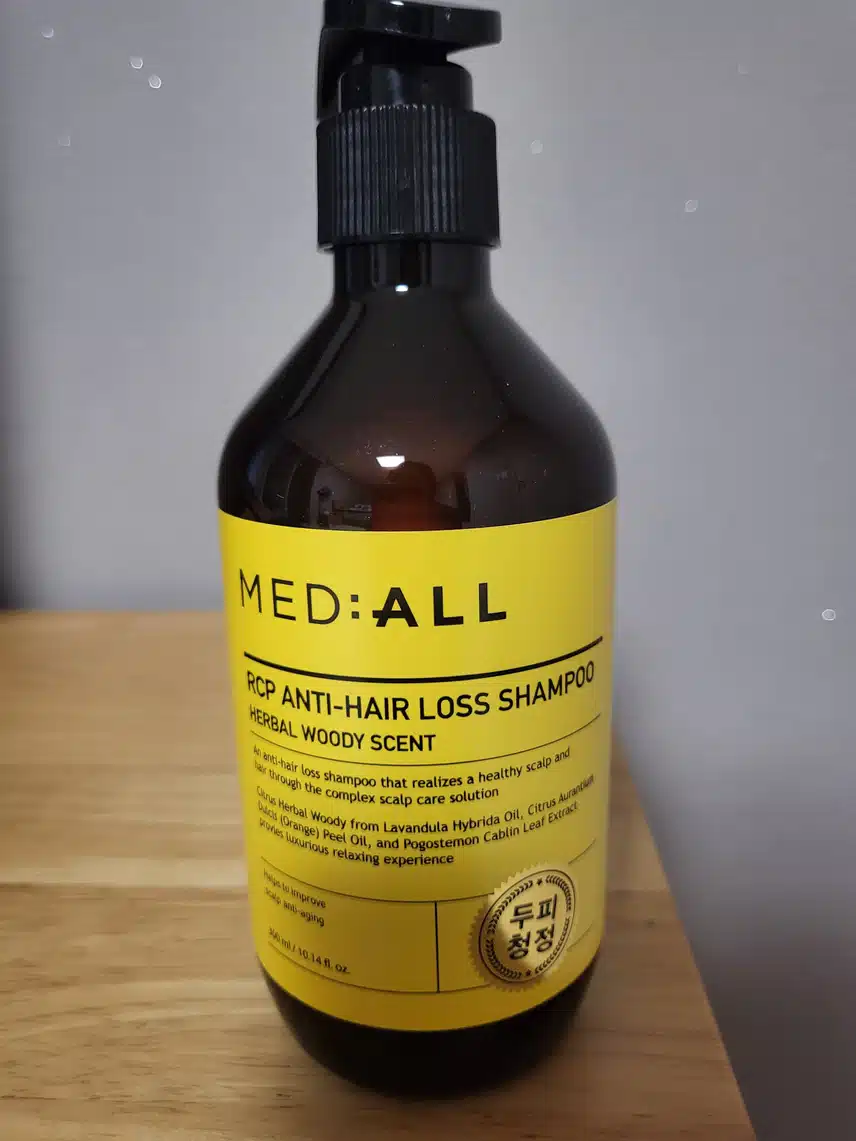 MED:ALL
RCP ANTI-HAIR LOSS SHAMPOO
HERBAL WOODY SCENT
An anti-hair loss shampoo that realizes a healthy scalp and
hair through the complex scalp care solution
Citrus Herbal Woody from Lavandula Hybrida Oil, Citrus Aurantium
Dulcis (Orange) Peel Oil, and Pogostemon Cablin Leaf Extract
provies luxurious relaxing experience
Helps to improve
scalp anti-aging
300 ml / 10.14 fl. oz.
두피
청정